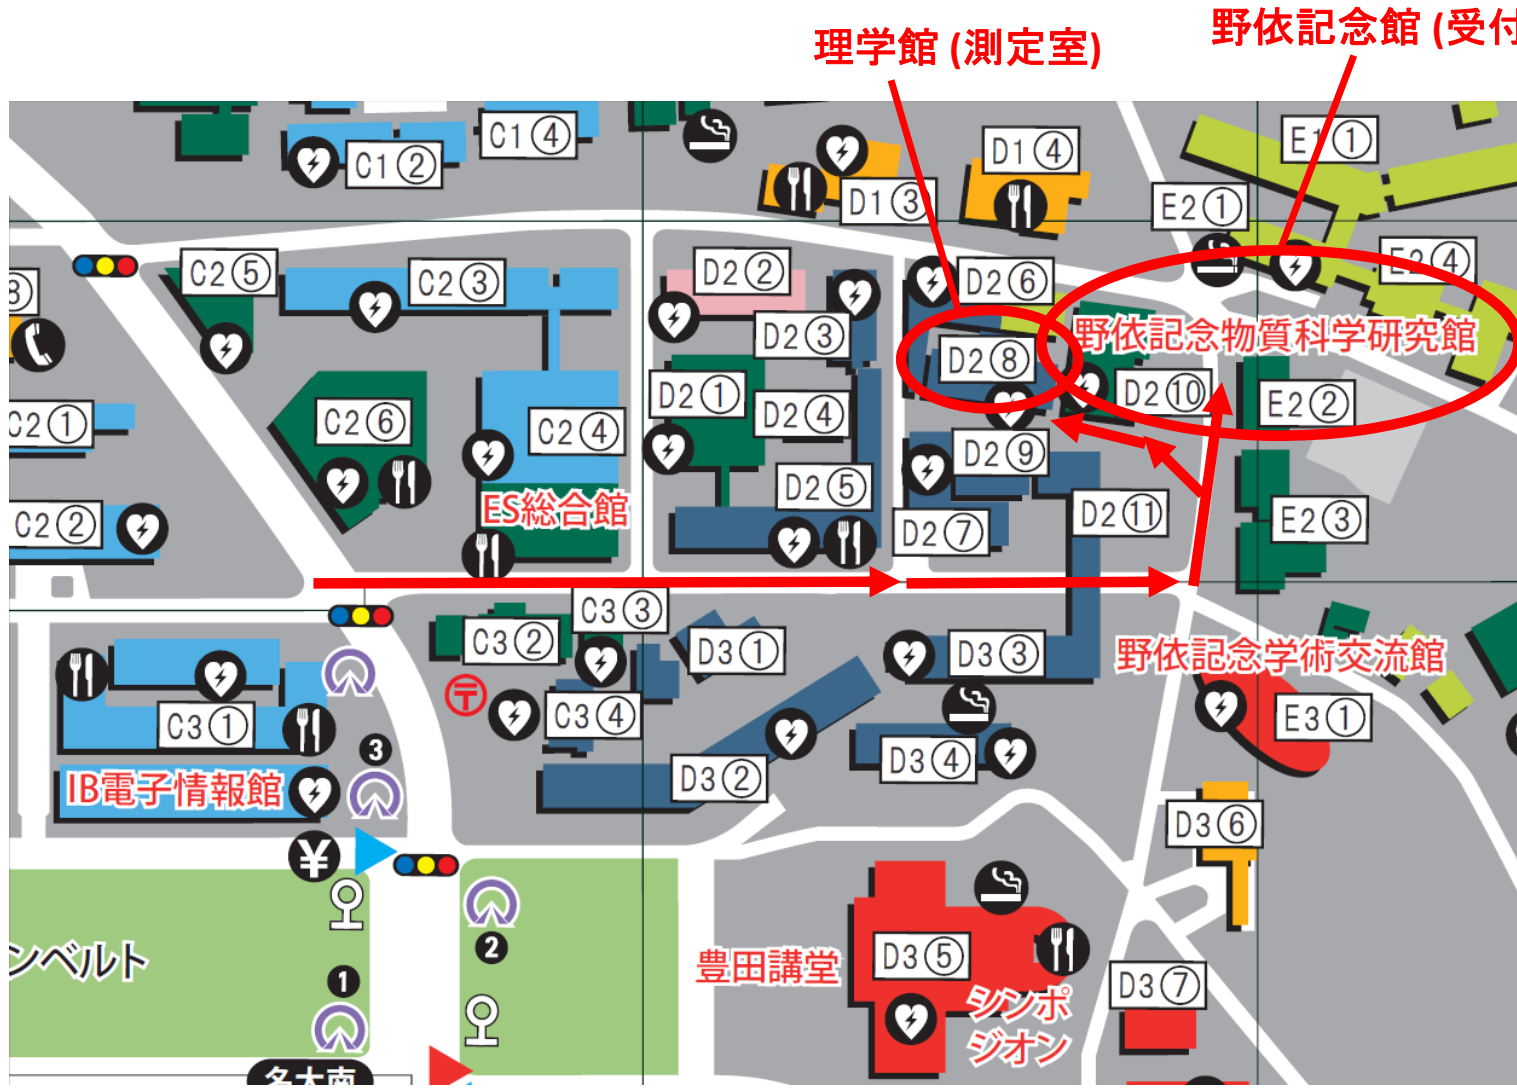 理学館 (測定室)
野依記念館 (受付
C1④
C1②
D1③
D1④
E1①
E2①
E2④
C2⑤
C2③
D2②
D2⑥
D2③
野依記念物質科学研究館
D2⑧
D2①
D2④
D2⑩
E2②
C2①
C2⑥
C2④
D2⑨
D2⑤
ES総合館
C2②
D2⑦
D2⑪
E2③
C3③
C3②
D3①
D3③
野依記念学術交流館
C3①
〒
C3④
E3①
3
IB電子情報館
D3②
D3④
D3⑥
¥
2
ンベルト
1
豊田講堂
D3⑤
シンポ
ジオン
D3⑦
名大南